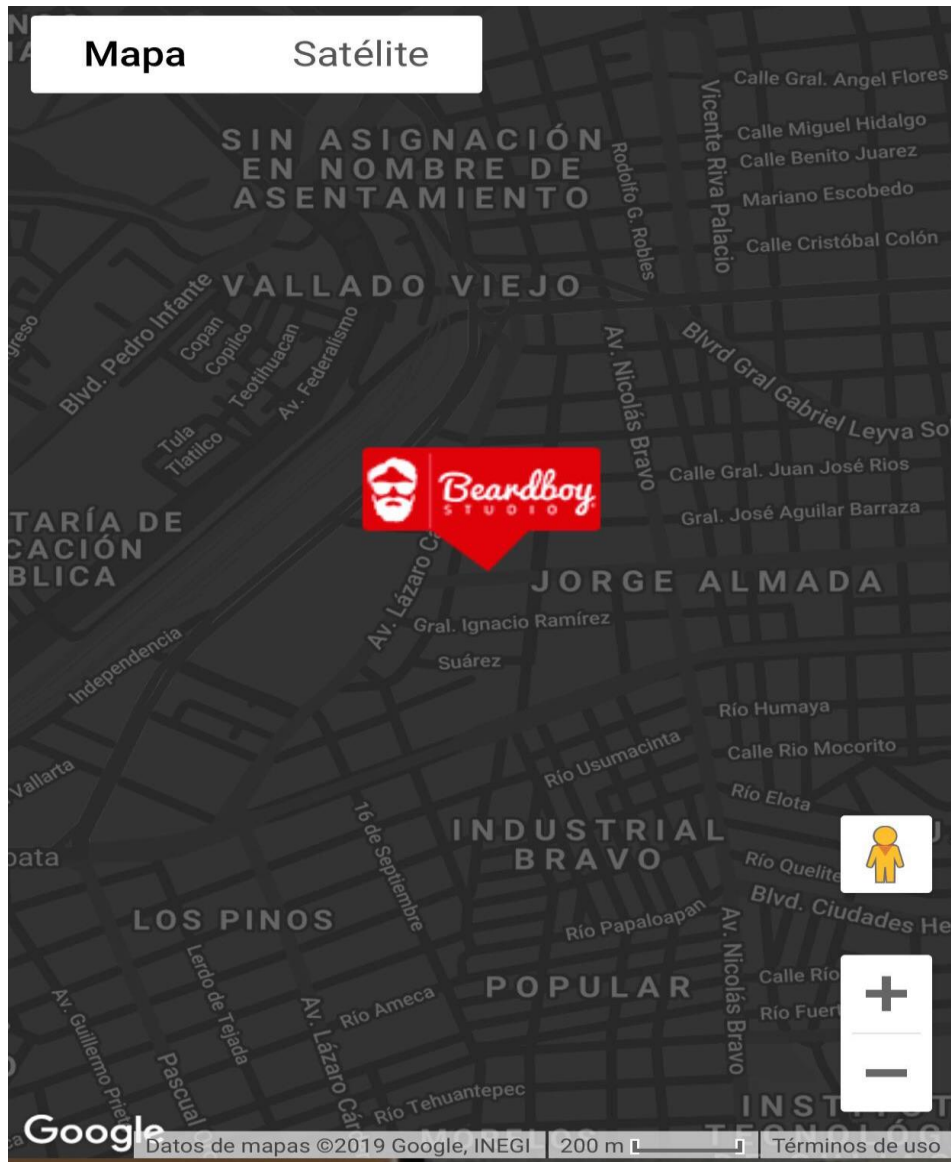 Mapa
Satélite
Calle Gral. Angel Flores
Calle Miguel Hidalgo
Calle Benito Juarez
Mariano Escobedo
Calle Cristóbal Colón
Vicente Riva Palacio
Rodolfo G. Robles
SIN ASIGNACIÓN
EN NOMBRE DE
ASENTAMIENTO
VALLADO VIEJO
Blvd. Pedro Infante
Copan
Copilco
Teotihuacan
Av. Federalismo
Tula
Tlatilco
Av. Nicolás Bravo
Blvrd Gral Gabriel Leyva So
Calle Gral. Juan José Rios
Gral. José Aguilar Barraza
Beardboy
STUDIO
TARÍA DE
CACIÓN
BLICA
JORGE ALMADA
Av. Lázaro Cá
Gral. Ignacio Ramírez
Suárez
Independencia
Río Humaya
Calle Rio Mocorito
Río Usumacinta
Río Elota
Vallarta
16 de Septiembre
INDUSTRIAL
BRAVO
pata
Río Quelite
Blvd. Ciudades He
LOS PINOS
Río Papaloapan
Av. Nicolás Bravo
POPULAR
Calle Río
Río Fuert
Lerdo de Tejada
Río Ameca
Av. Guillermo Prie
Pascual
Av. Lázaro Cár
Río Tehuantepec
+
−
Google
Datos de mapas ©2019 Google, INEGI
200 m
Términos de uso